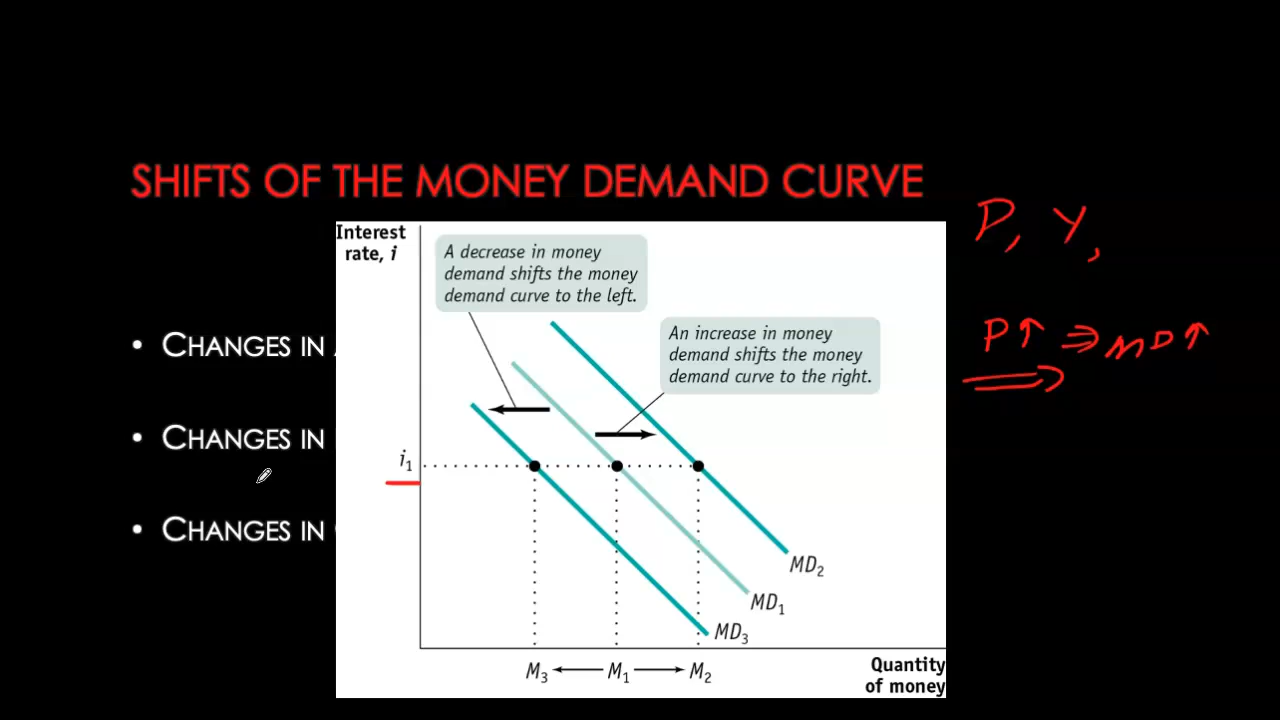 SHIFTS OF THE MONEY DEMAND CURVE
P, Y,
P↑ ⇒ MD↑
Interest
rate, i
A decrease in money
demand shifts the money
demand curve to the left.
An increase in money
demand shifts the money
demand curve to the right.
• CHANGES IN
• CHANGES IN
• CHANGES IN
i₁
MD₂
MD₁
MD₃
M₃ ← M₁ → M₂
Quantity
of money